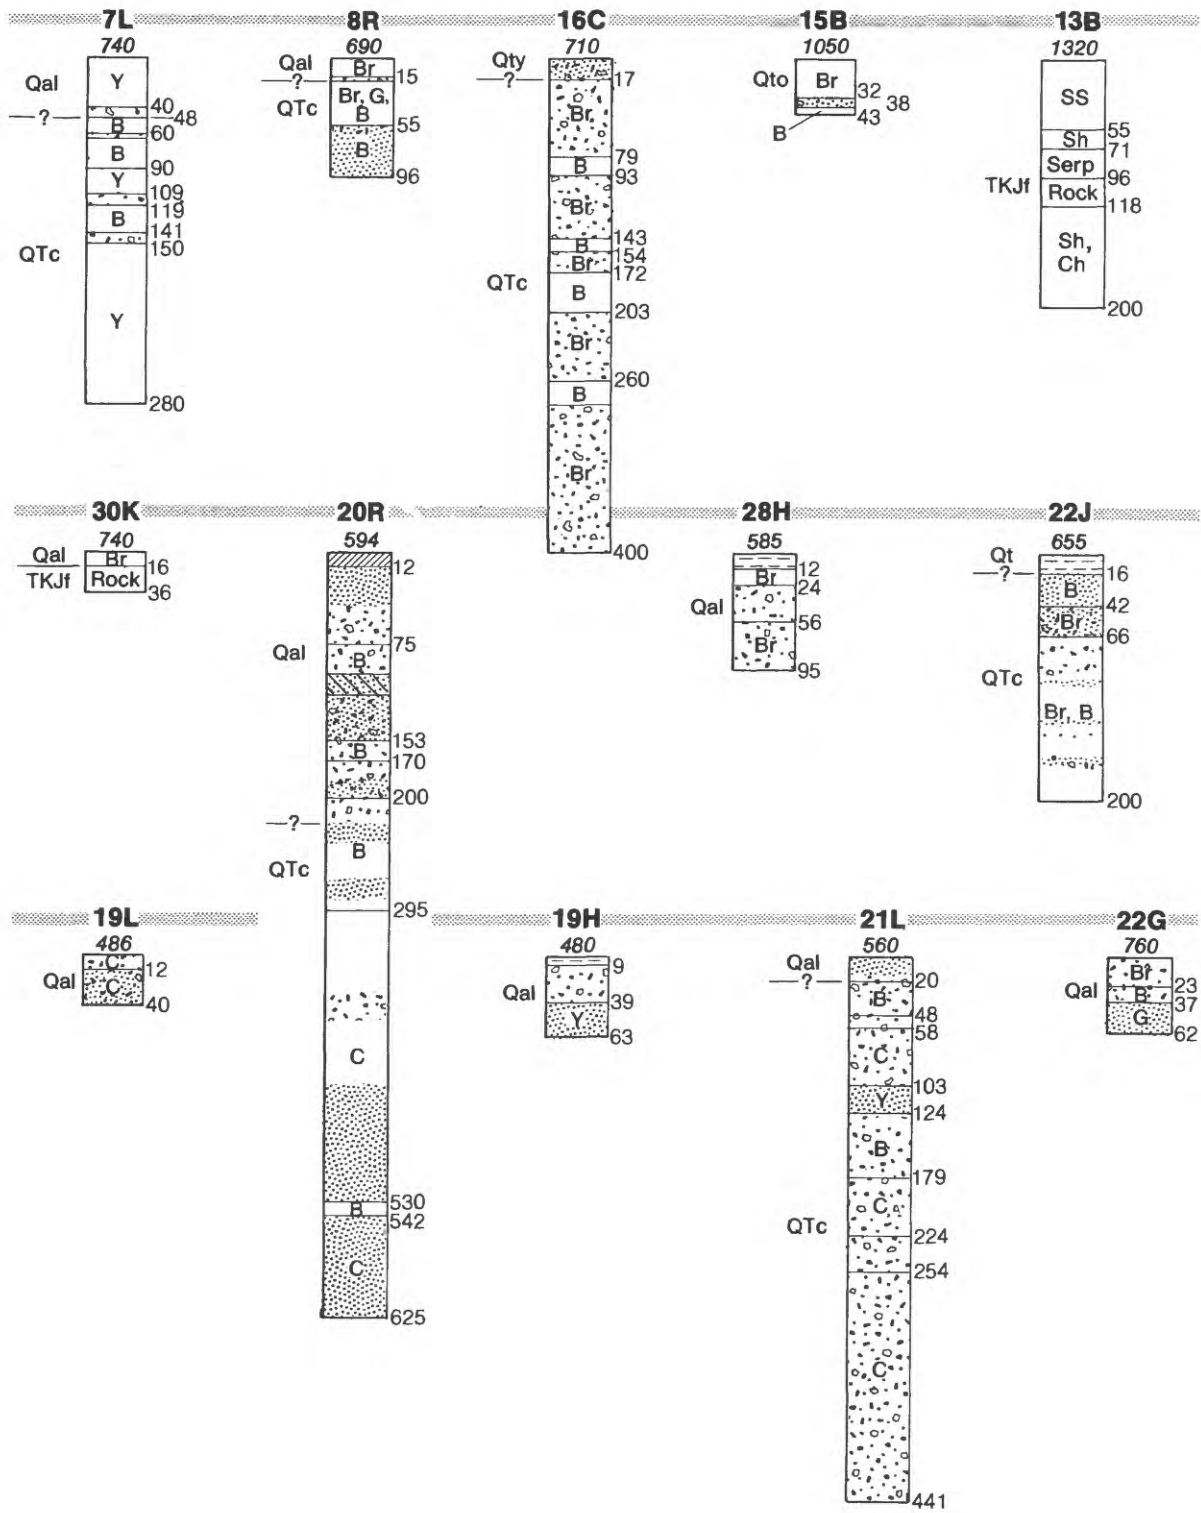 7L 8R 16C 15B 13B
740 690 710 1050 1320
Qal
Y
40
—?—
48
B
60
B
90
Y
109
119
B
141
150
QTc
Y
280
Qal
Br
15
—?—
QTc
Br, G,
B
55
B
96
Qty
17
—?—
Br
79
B
93
Br
143
B
154
Br
172
QTc
B
203
Br
260
B
Br
400
Qto
Br
32
38
43
B
SS
55
Sh
71
Serp
96
TKJf
Rock
118
Sh,
Ch
200
30K 20R 28H 22J
740 594 585 655
Qal
Br
16
TKJf
Rock
36
12
75
Qal
B
153
B
170
200
—?—
B
QTc
295
C
530
B
542
C
625
12
Br
24
Qal
56
Br
95
Qt
16
—?—
B
42
Br
66
QTc
Br, B
200
19L 19H 21L 22G
486 480 560 760
C
12
Qal
C
40
9
Qal
39
Y
63
Qal
20
—?—
B
48
58
C
103
Y
124
B
179
C
QTc
224
254
C
441
Br
23
Qal
B
37
G
62